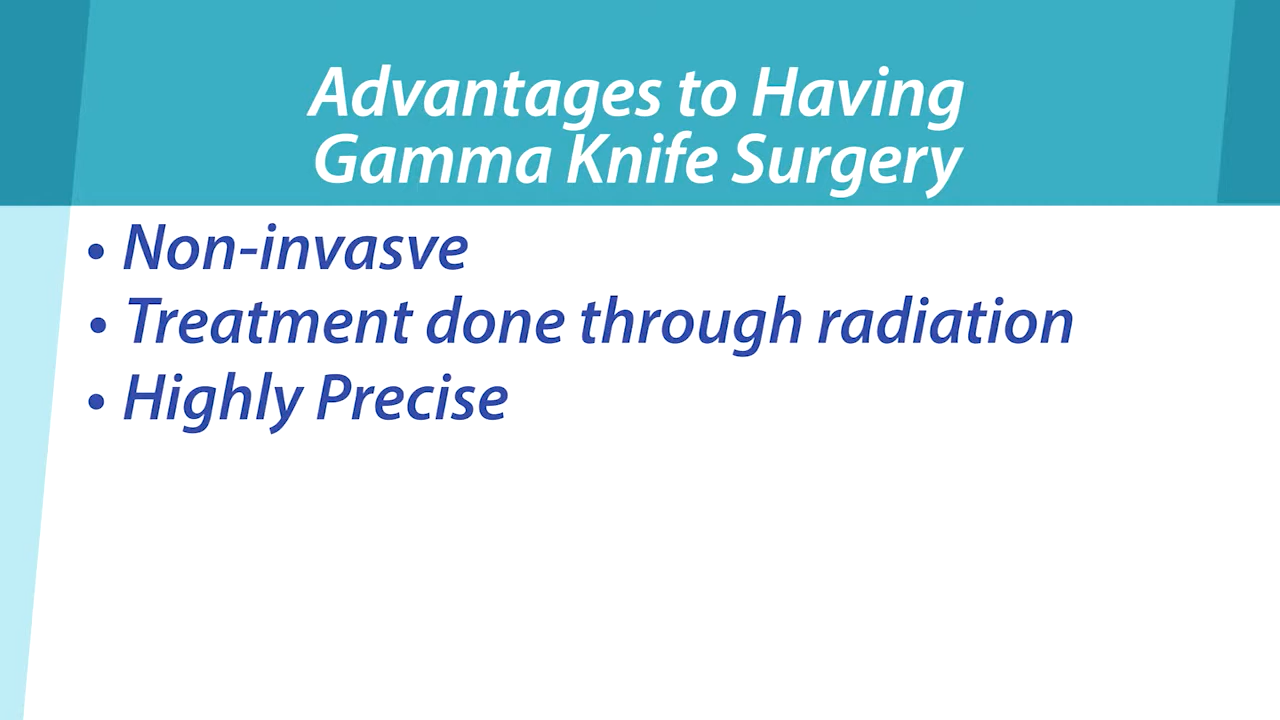 Advantages to Having
Gamma Knife Surgery
• Non-invasve
• Treatment done through radiation
• Highly Precise